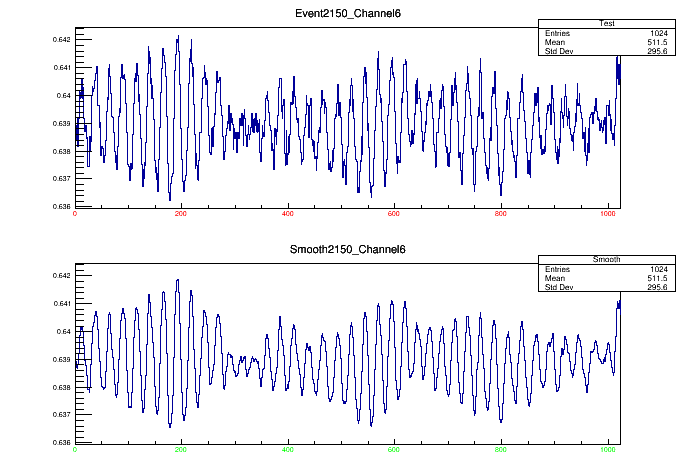 Event2150_Channel6
Test
Entries 1024
Mean 511.5
Std Dev 295.6
0.642
0.641
0.64
0.639
0.638
0.637
0.636
0 200 400 600 800 1000
Smooth2150_Channel6
Smooth
Entries 1024
Mean 511.5
Std Dev 295.6
0.642
0.641
0.64
0.639
0.638
0.637
0.636
0 200 400 600 800 1000